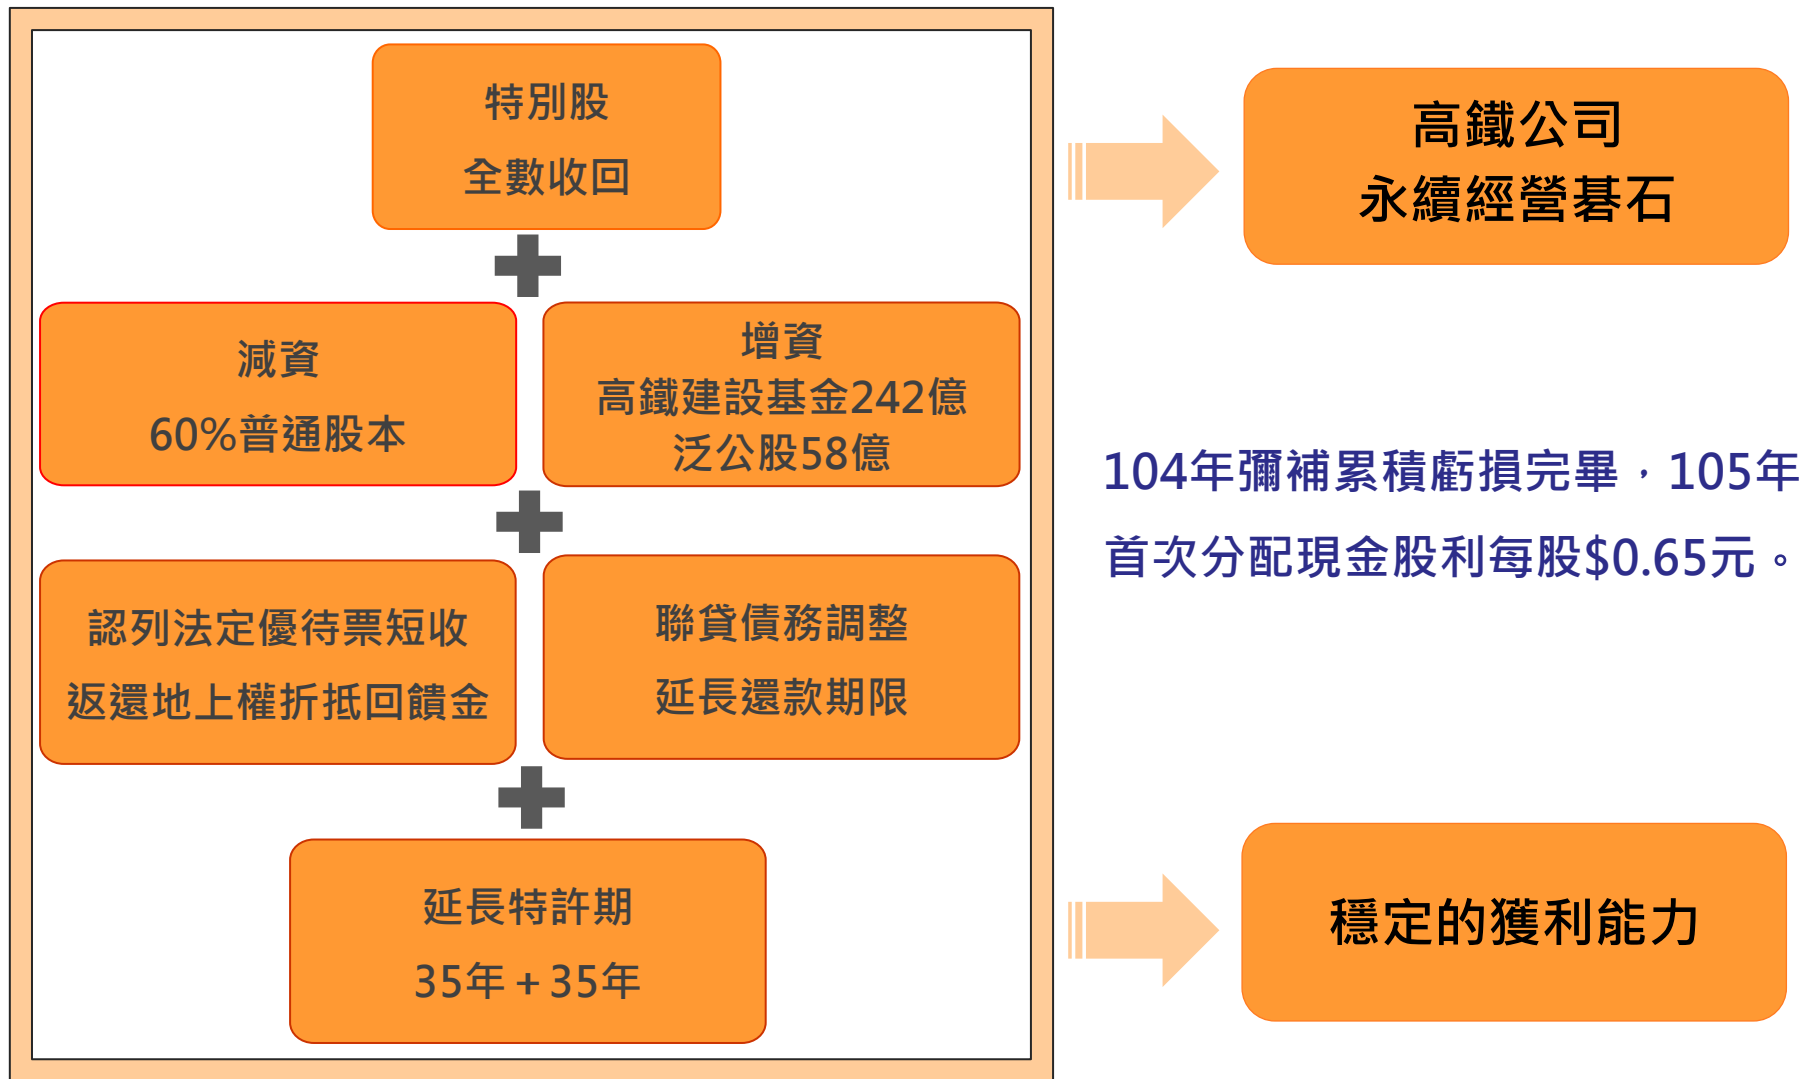 特別股
全數收回
減資
60%普通股本
增資
高鐵建設基金242億
泛公股58億
認列法定優待票短收
返還地上權折抵回饋金
聯貸債務調整
延長還款期限
延長特許期
35年+35年
高鐵公司
永續經營碁石
104年彌補累積虧損完畢，105年
首次分配現金股利每股$0.65元。
穩定的獲利能力